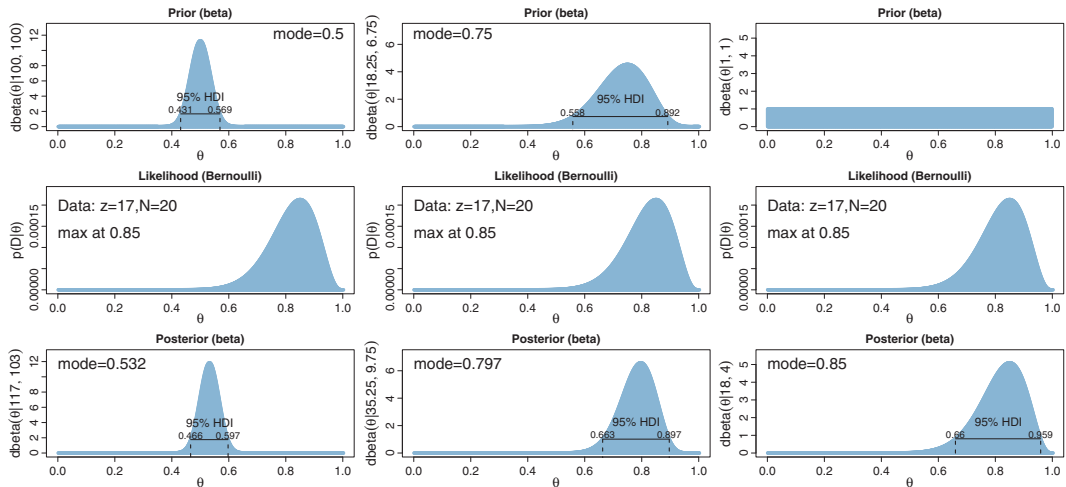 Prior (beta)
dbeta(θ|100, 100)
0 2 4 6 8 10 12
mode=0.5
95% HDI
0.431 0.569
0.0 0.2 0.4 0.6 0.8 1.0
θ
Prior (beta)
dbeta(θ|18.25, 6.75)
0 2 4 6
mode=0.75
95% HDI
0.558 0.892
0.0 0.2 0.4 0.6 0.8 1.0
θ
Prior (beta)
dbeta(θ|1, 1)
0 1 2 3 4 5
0.0 0.2 0.4 0.6 0.8 1.0
θ
Likelihood (Bernoulli)
p(D|θ)
0.00000 0.00015
Data: z=17,N=20
max at 0.85
0.0 0.2 0.4 0.6 0.8 1.0
θ
Likelihood (Bernoulli)
p(D|θ)
0.00000 0.00015
Data: z=17,N=20
max at 0.85
0.0 0.2 0.4 0.6 0.8 1.0
θ
Likelihood (Bernoulli)
p(D|θ)
0.00000 0.00015
Data: z=17,N=20
max at 0.85
0.0 0.2 0.4 0.6 0.8 1.0
θ
Posterior (beta)
dbeta(θ|117, 103)
0 2 4 6 8 10 12
mode=0.532
95% HDI
0.466 0.597
0.0 0.2 0.4 0.6 0.8 1.0
θ
Posterior (beta)
dbeta(θ|35.25, 9.75)
0 2 4 6
mode=0.797
95% HDI
0.663 0.897
0.0 0.2 0.4 0.6 0.8 1.0
θ
Posterior (beta)
dbeta(θ|18, 4)
0 1 2 3 4 5
mode=0.85
95% HDI
0.66 0.959
0.0 0.2 0.4 0.6 0.8 1.0
θ